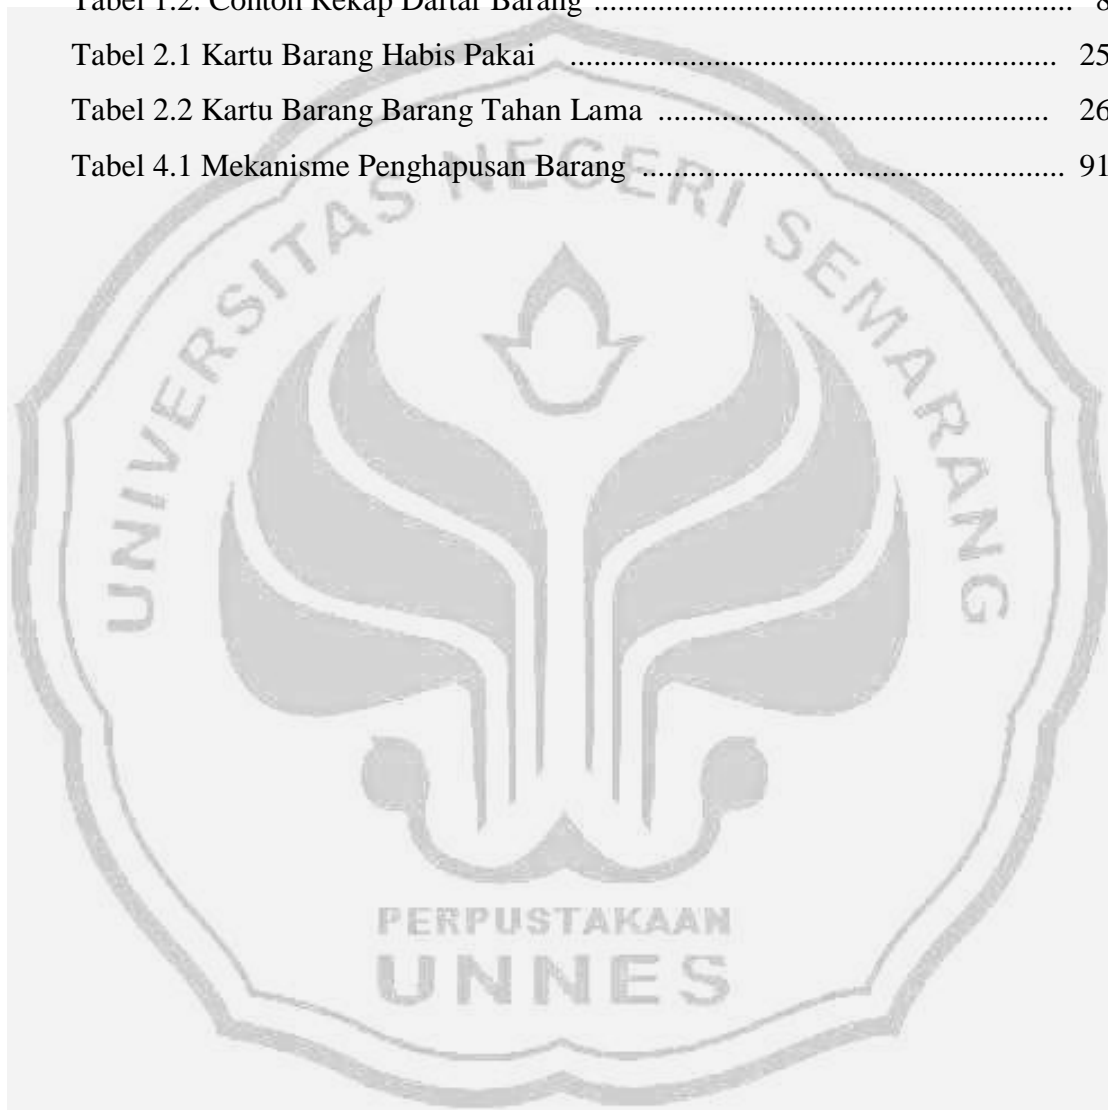 Tabel 1.2. Contoh Rekap Daftar Barang ............................................................ 8
Tabel 2.1 Kartu Barang Habis Pakai ............................................................. 25
Tabel 2.2 Kartu Barang Barang Tahan Lama ................................................. 26
Tabel 4.1 Mekanisme Penghapusan Barang ..................................................... 91
UNIVERSITAS NEGERI SEMARANG
PERPUSTAKAAN
UNNES